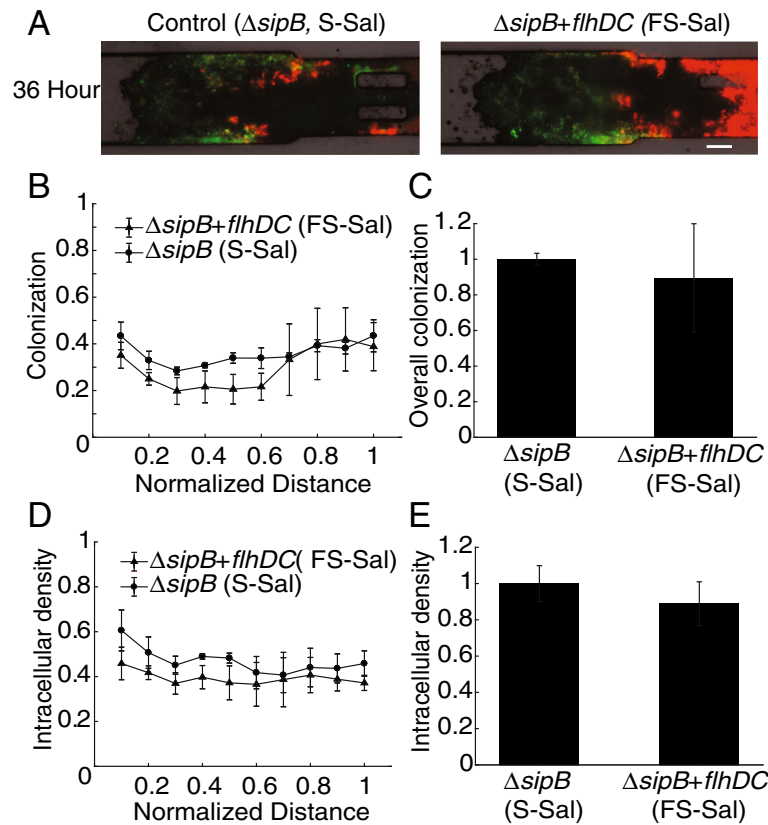 A
Control (ΔsipB, S-Sal)
ΔsipB+flhDC (FS-Sal)
36 Hour
B
1
0.8
0.6
0.4
0.2
0
Colonization
ΔsipB+flhDC (FS-Sal)
ΔsipB (S-Sal)
0.2 0.4 0.6 0.8 1
Normalized Distance
C
1.2
1
0.8
0.6
0.4
0.2
0
Overall colonization
ΔsipB
(S-Sal)
ΔsipB+flhDC
(FS-Sal)
D
1
0.8
0.6
0.4
0.2
0
Intracellular density
ΔsipB+flhDC( FS-Sal)
ΔsipB (S-Sal)
0.2 0.4 0.6 0.8 1
Normalized Distance
E
1.2
1
0.8
0.6
0.4
0.2
0
Intracellular density
ΔsipB
(S-Sal)
ΔsipB+flhDC
(FS-Sal)